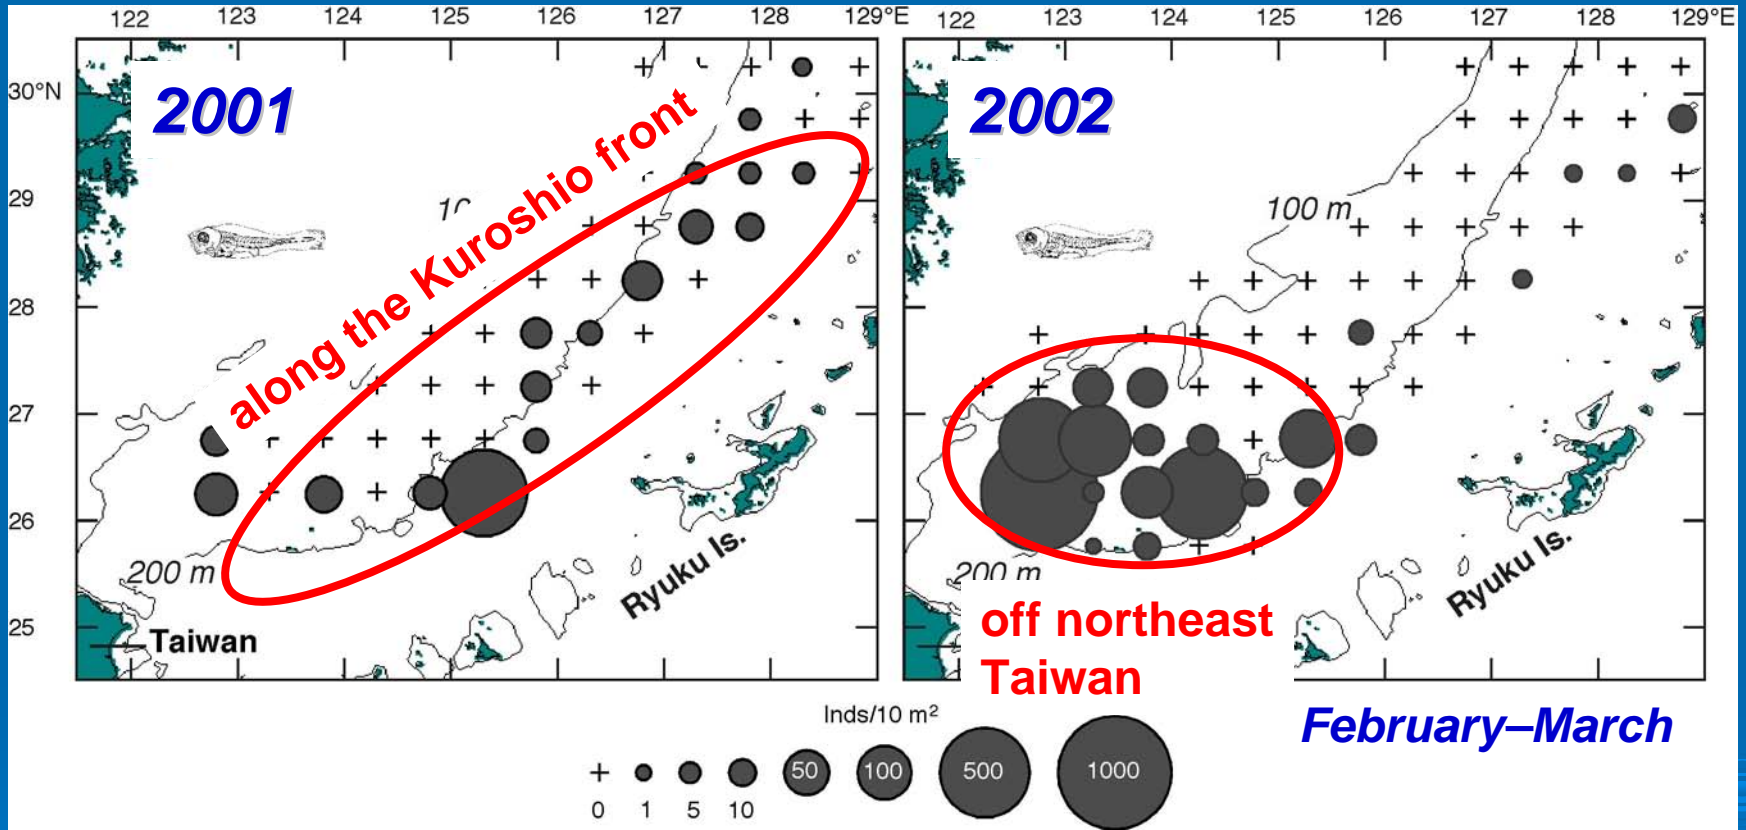 122 123 124 125 126 127 128 129°E
122 123 124 125 126 127 128 129°E
30°N
29
28
27
26
25
2001
along the Kuroshio front
200 m
Taiwan
Ryuku Is.
2002
100 m
200 m
Ryuku Is.
off northeast
Taiwan
February–March
Inds/10 m²
50 100 500 1000
0 1 5 10